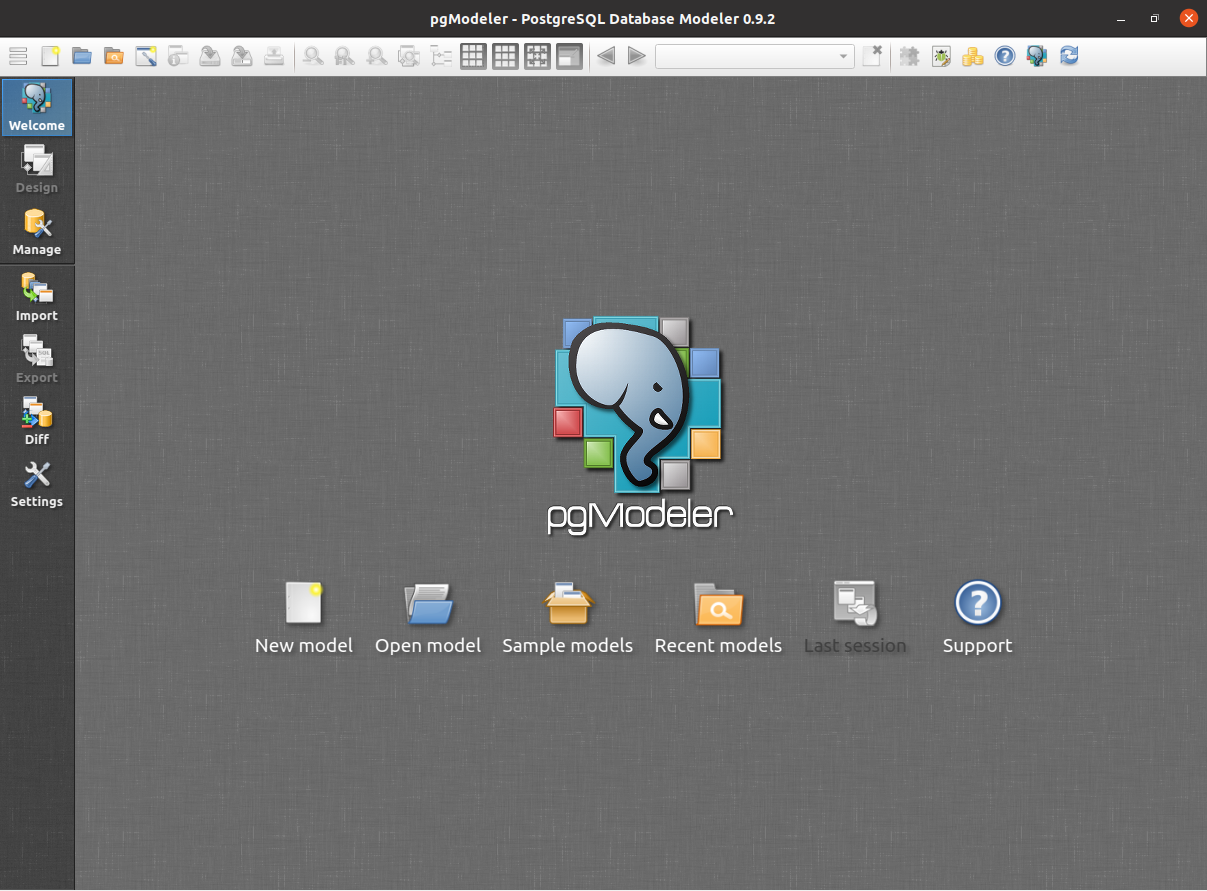 pgModeler - PostgreSQL Database Modeler 0.9.2
Welcome
Design
Manage
Import
Export
Diff
Settings
pgModeler
New model
Open model
Sample models
Recent models
Last session
Support